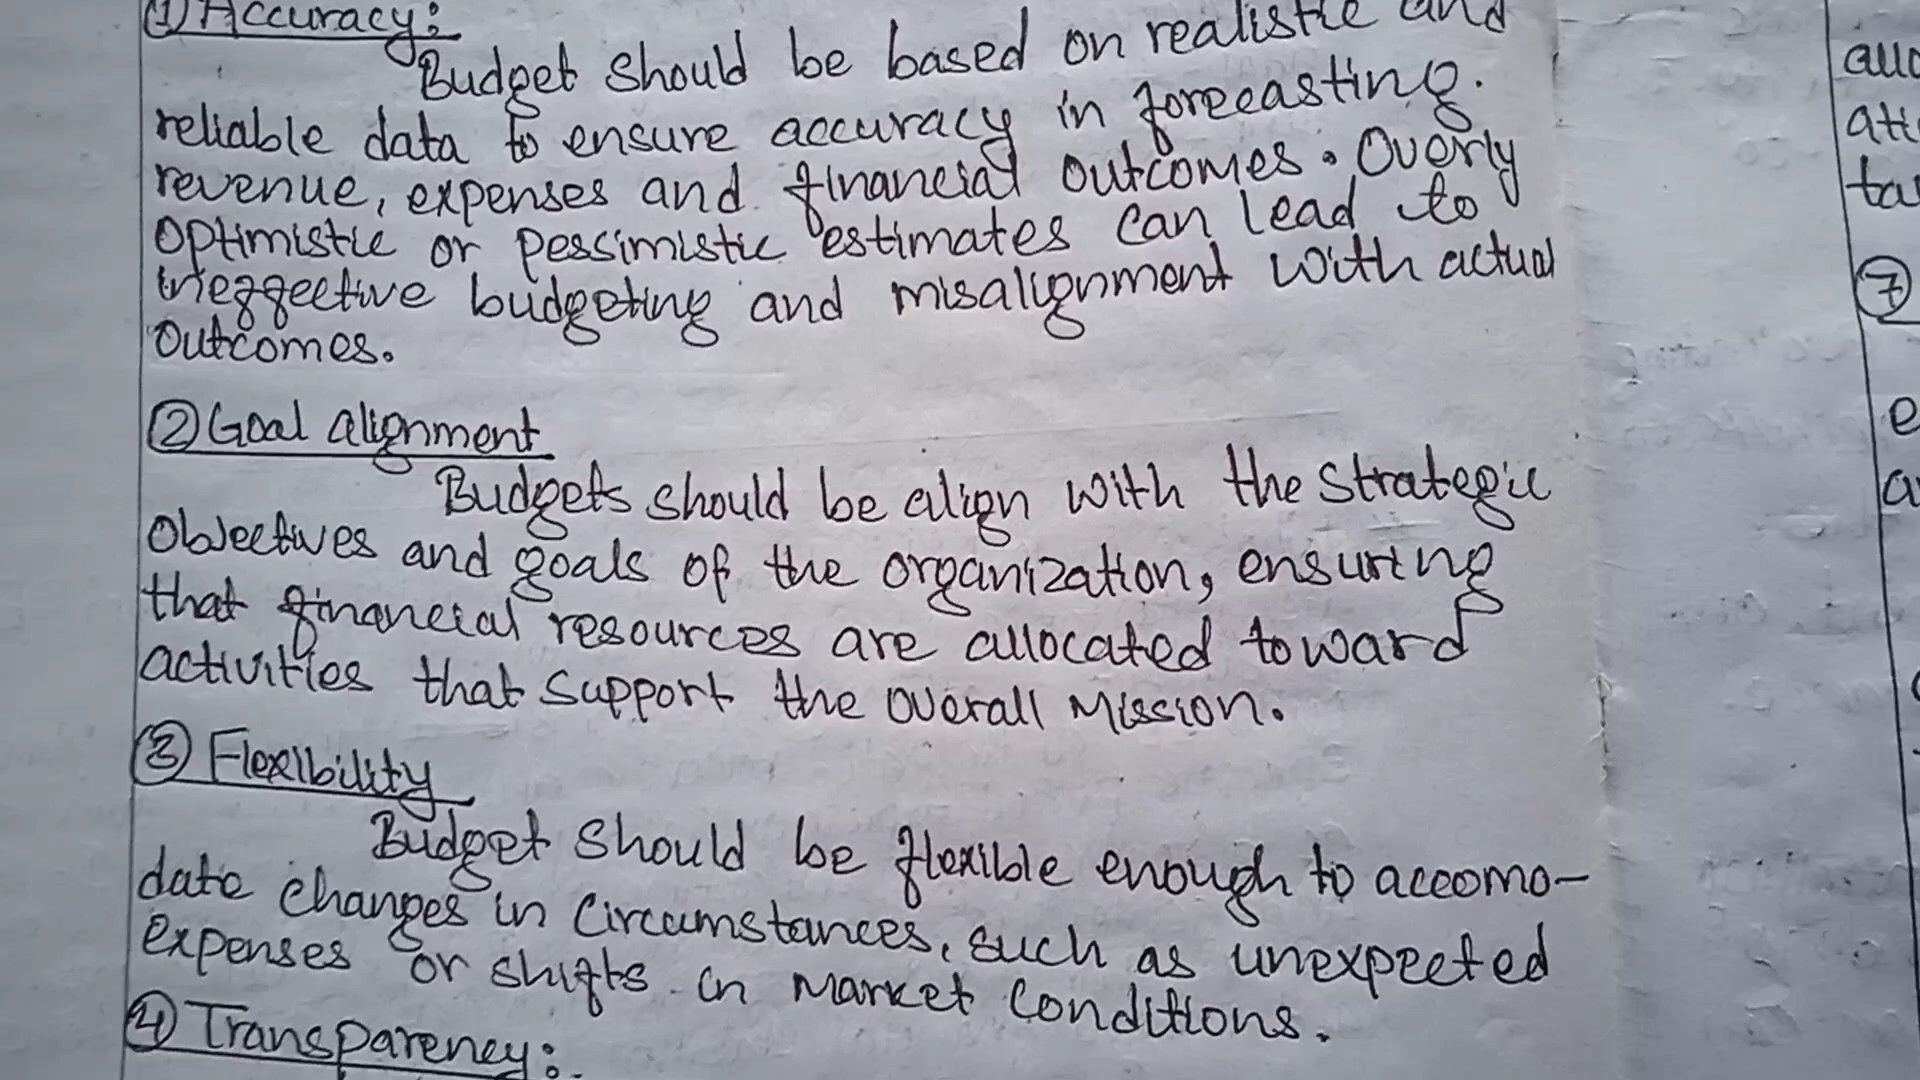 (1) Accuracy:
Budget should be based on realistic and
reliable data to ensure accuracy in forecasting.
revenue, expenses and financial outcomes. Overly
optimistic or pessimistic estimates can lead to
ineffective budgeting and misalignment with actual
outcomes.
(2) Goal alignment
Budgets should be align with the strategic
objectives and goals of the organization, ensuring
that financial resources are allocated toward
activities that support the overall mission.
(3) Flexibility
Budget should be flexible enough to accomo-
date changes in circumstances, such as unexpected
expenses or shifts in market conditions.
(4) Transparency:
(7)